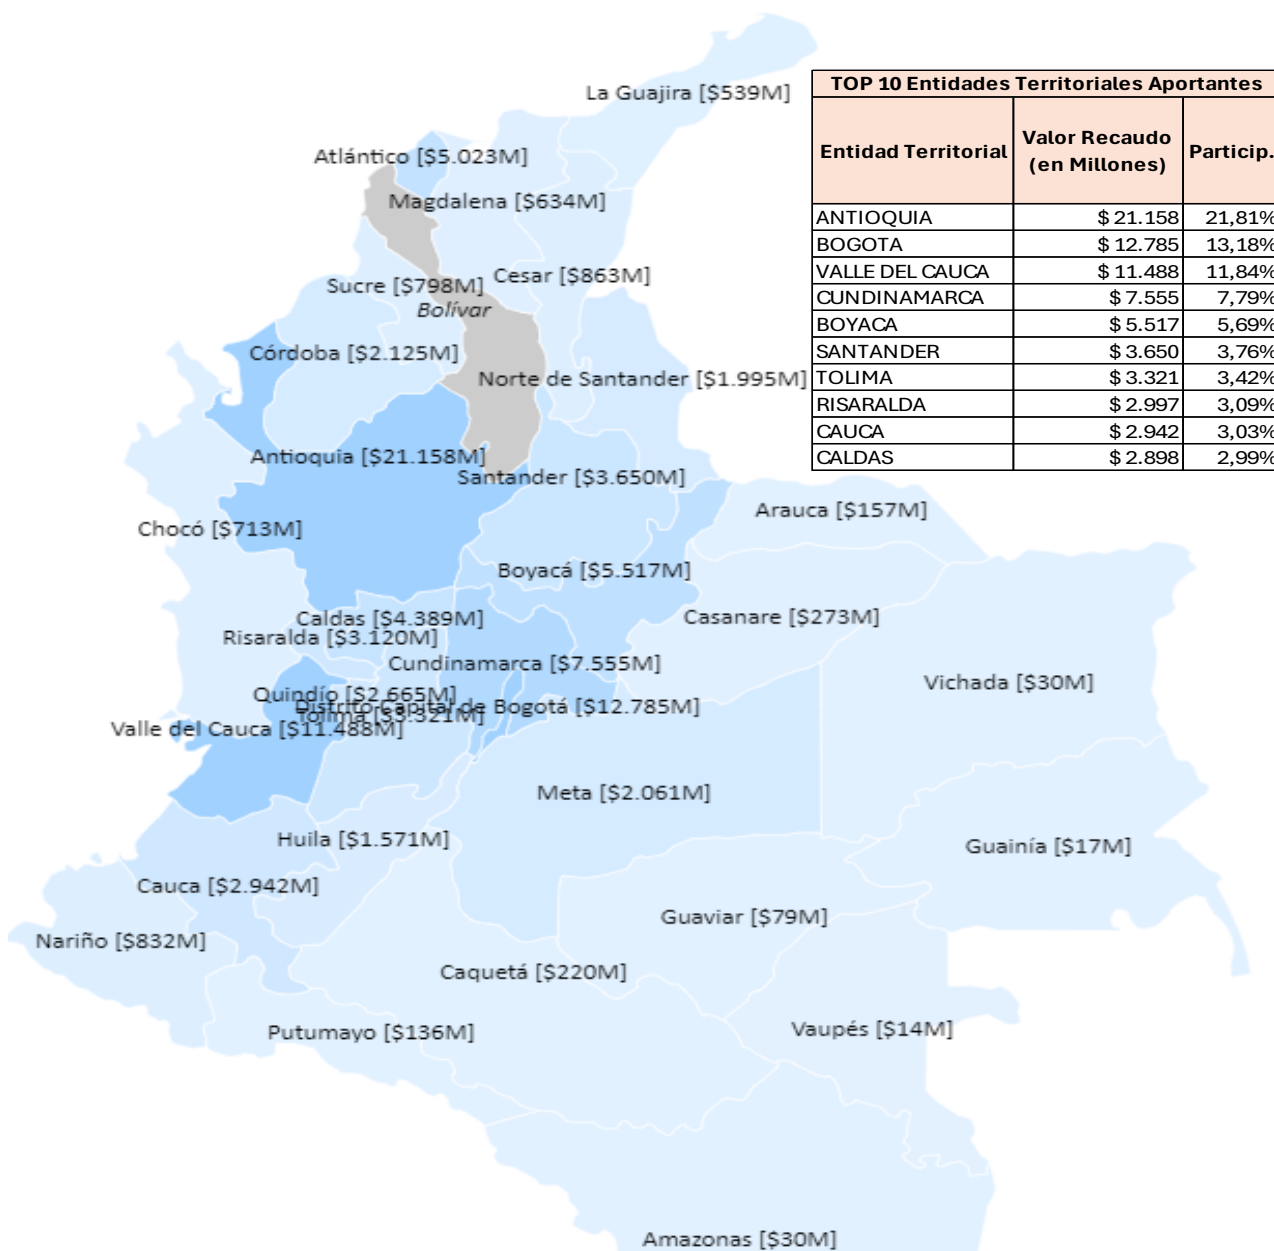 La Guajira [$539M]
Atlántico [$5.023M]
Magdalena [$634M]
Cesar [$863M]
Sucre [$798M]
Bolívar
Córdoba [$2.125M]
Norte de Santander [$1.995M]
Antioquia [$21.158M]
Santander [$3.650M]
Arauca [$157M]
Chocó [$713M]
Boyacá [$5.517M]
Caldas [$4.389M]
Casanare [$273M]
Risaralda [$3.120M]
Cundinamarca [$7.555M]
Vichada [$30M]
Quindío [$2.665M]
Distrito Capital de Bogotá [$12.785M]
Tolima [$3.321M]
Valle del Cauca [$11.488M]
Meta [$2.061M]
Huila [$1.571M]
Guainía [$17M]
Cauca [$2.942M]
Guaviar [$79M]
Nariño [$832M]
Caquetá [$220M]
Putumayo [$136M]
Vaupés [$14M]
Amazonas [$30M]
TOP 10 Entidades Territoriales Aportantes
Entidad Territorial Valor Recaudo (en Millones) Particip.
ANTIOQUIA $ 21.158 21,81%
BOGOTA $ 12.785 13,18%
VALLE DEL CAUCA $ 11.488 11,84%
CUNDINAMARCA $ 7.555 7,79%
BOYACA $ 5.517 5,69%
SANTANDER $ 3.650 3,76%
TOLIMA $ 3.321 3,42%
RISARALDA $ 2.997 3,09%
CAUCA $ 2.942 3,03%
CALDAS $ 2.898 2,99%